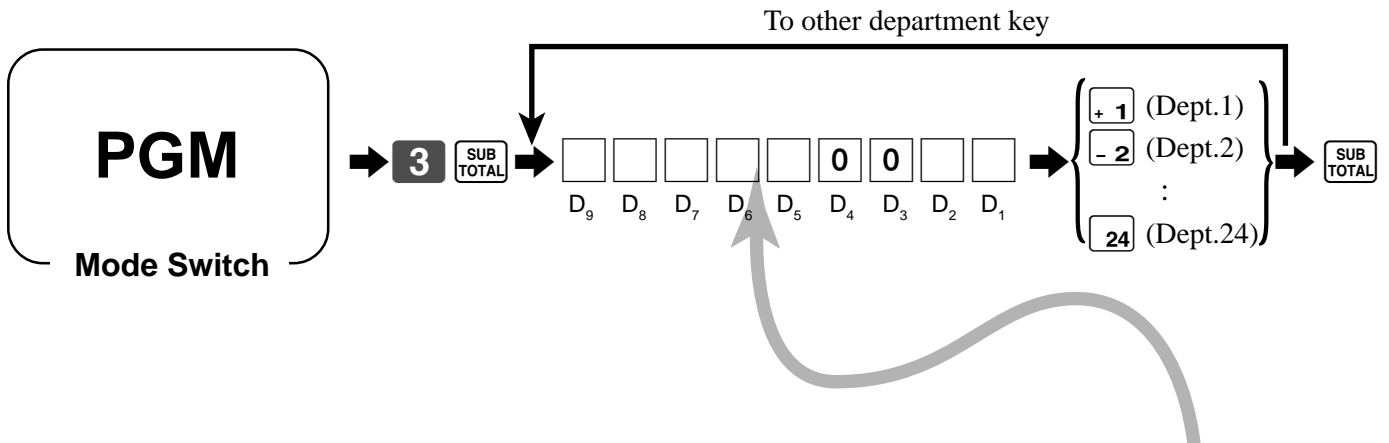 To other department key
PGM
Mode Switch
3 SUB TOTAL 0 0 SUB TOTAL
D9 D8 D7 D6 D5 D4 D3 D2 D1
+ 1 (Dept.1)
- 2 (Dept.2)
:
24 (Dept.24)